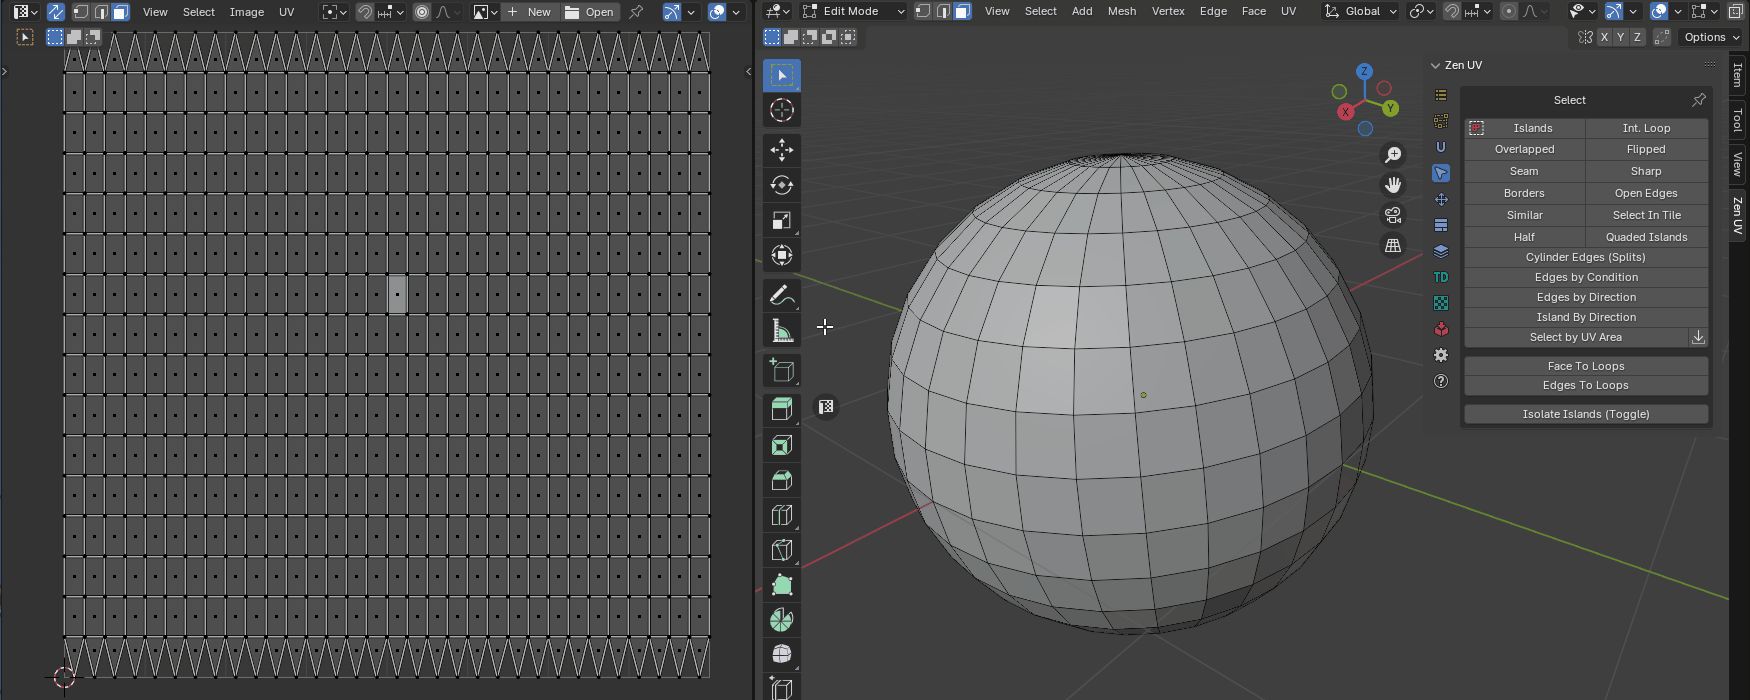 View Select Image UV New Open
Edit Mode View Select Add Mesh Vertex Edge Face UV Global
X Y Z Options
Z
Y
X
Zen UV
Select
Islands Int. Loop
Overlapped Flipped
Seam Sharp
Borders Open Edges
Similar Select In Tile
Half Quaded Islands
Cylinder Edges (Splits)
Edges by Condition
Edges by Direction
Island By Direction
Select by UV Area
Face To Loops
Edges To Loops
Isolate Islands (Toggle)
TD
Item
Tool
View
Zen UV